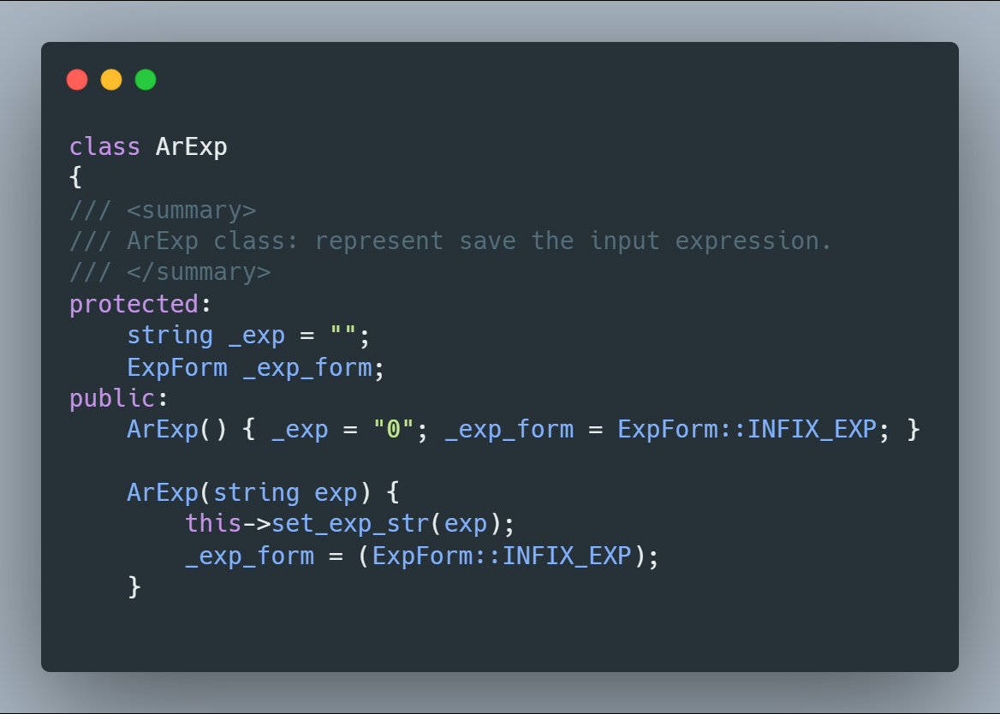 class ArExp
{
/// <summary>
/// ArExp class: represent save the input expression.
/// </summary>
protected:
    string _exp = "";
    ExpForm _exp_form;
public:
    ArExp() { _exp = "0"; _exp_form = ExpForm::INFIX_EXP; }

    ArExp(string exp) {
        this->set_exp_str(exp);
        _exp_form = (ExpForm::INFIX_EXP);
    }